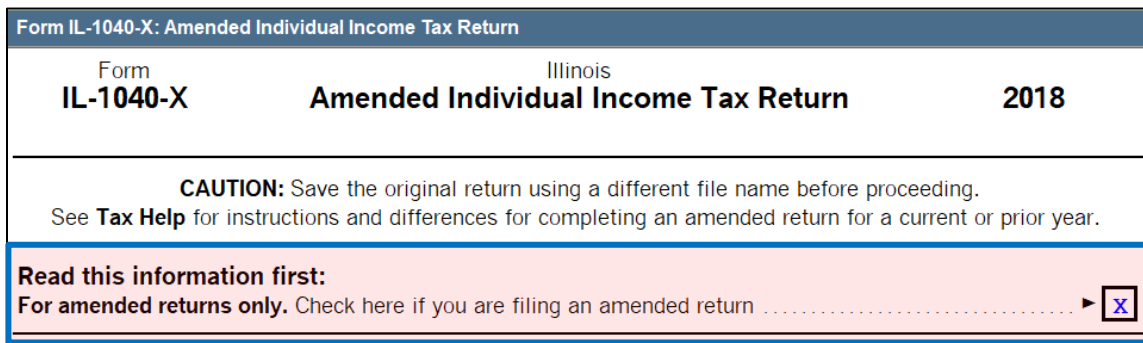 Form IL-1040-X: Amended Individual Income Tax Return
Form Illinois
IL-1040-X Amended Individual Income Tax Return 2018
CAUTION: Save the original return using a different file name before proceeding.
See Tax Help for instructions and differences for completing an amended return for a current or prior year.
Read this information first:
For amended returns only. Check here if you are filing an amended return ................................ ► X